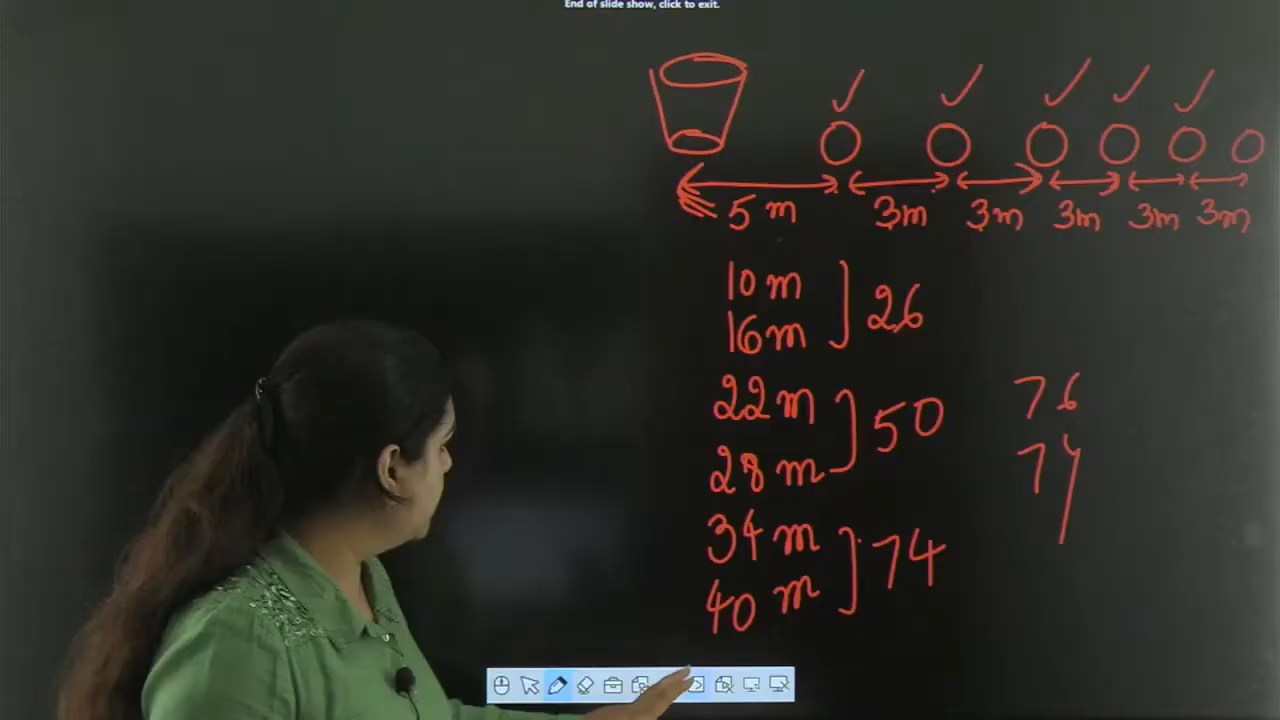 End of slide show, click to exit.
5 m 3m 3m 3m 3m 3m
10 m
16 m
26
22 m
28 m
50
34 m
40 m
74
76